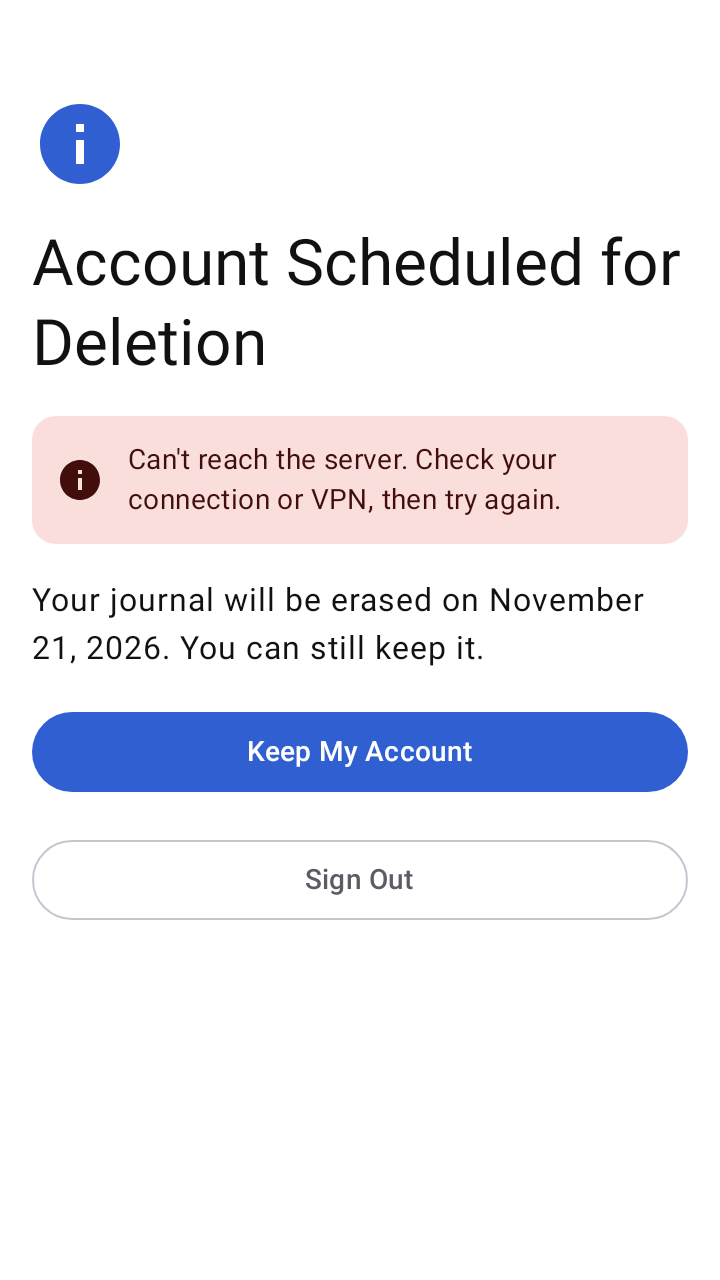 Account Scheduled for
Deletion
Can't reach the server. Check your
connection or VPN, then try again.
Your journal will be erased on November
21, 2026. You can still keep it.
Keep My Account
Sign Out